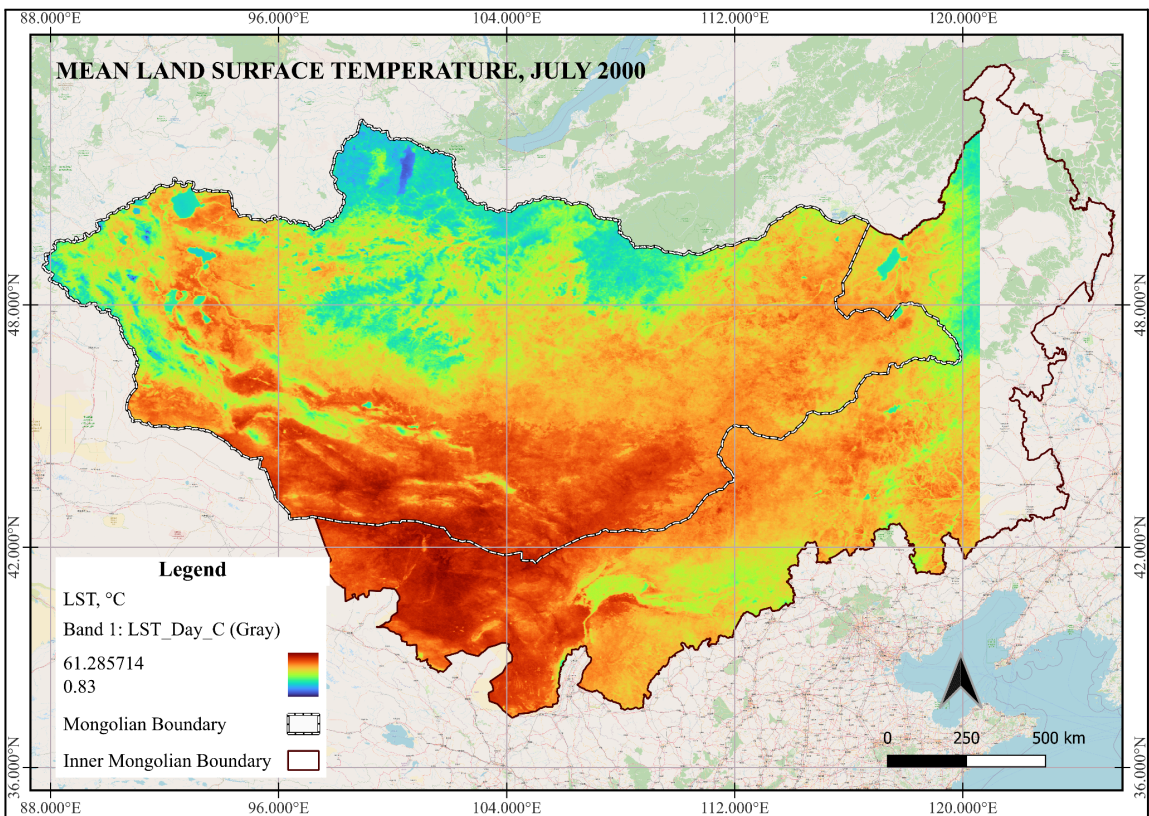 88.000°E 96.000°E 104.000°E 112.000°E 120.000°E
MEAN LAND SURFACE TEMPERATURE, JULY 2000
48.000°N 48.000°N
42.000°N 42.000°N
Legend
LST, °C
Band 1: LST_Day_C (Gray)
61.285714
0.83
Mongolian Boundary
Inner Mongolian Boundary
0 250 500 km
36.000°N 36.000°N
88.000°E 96.000°E 104.000°E 112.000°E 120.000°E